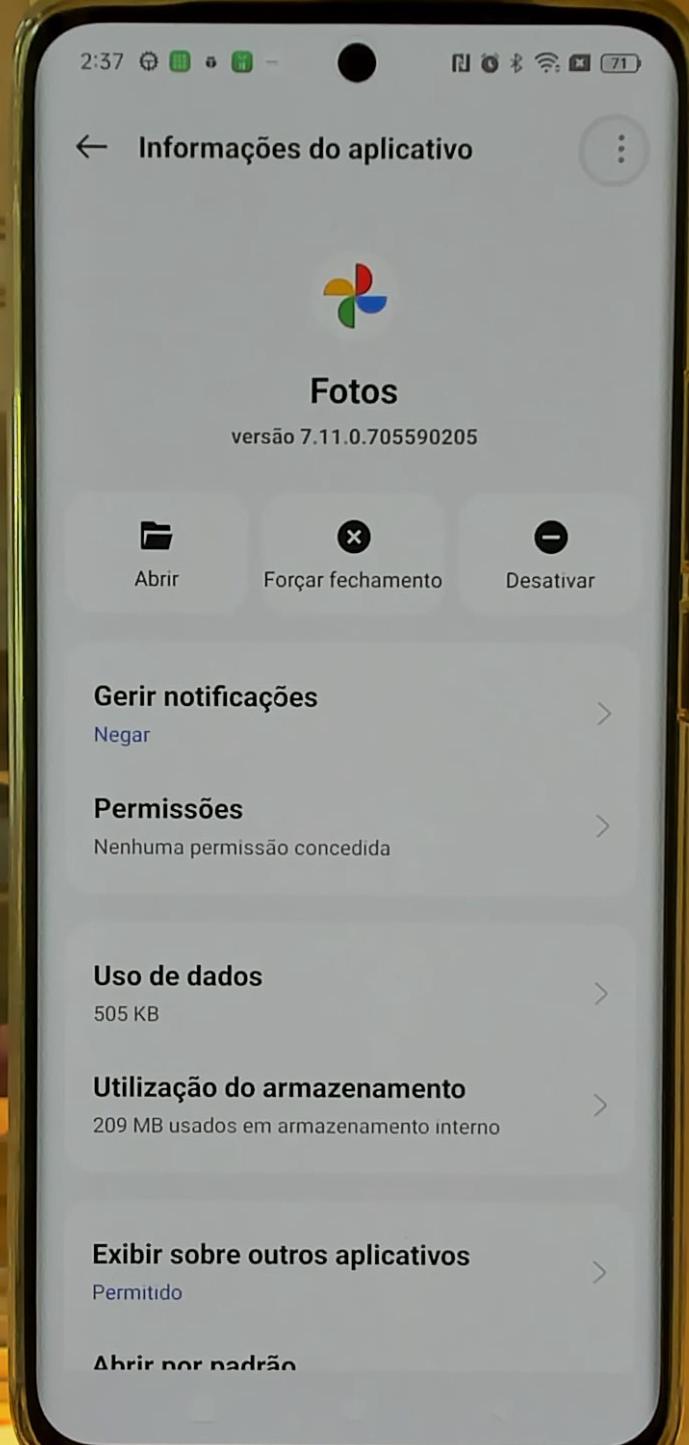 2:37
71
Informações do aplicativo
Fotos
versão 7.11.0.705590205
Abrir
Forçar fechamento
Desativar
Gerir notificações
Negar
Permissões
Nenhuma permissão concedida
Uso de dados
505 KB
Utilização do armazenamento
209 MB usados em armazenamento interno
Exibir sobre outros aplicativos
Permitido
Abrir por padrão